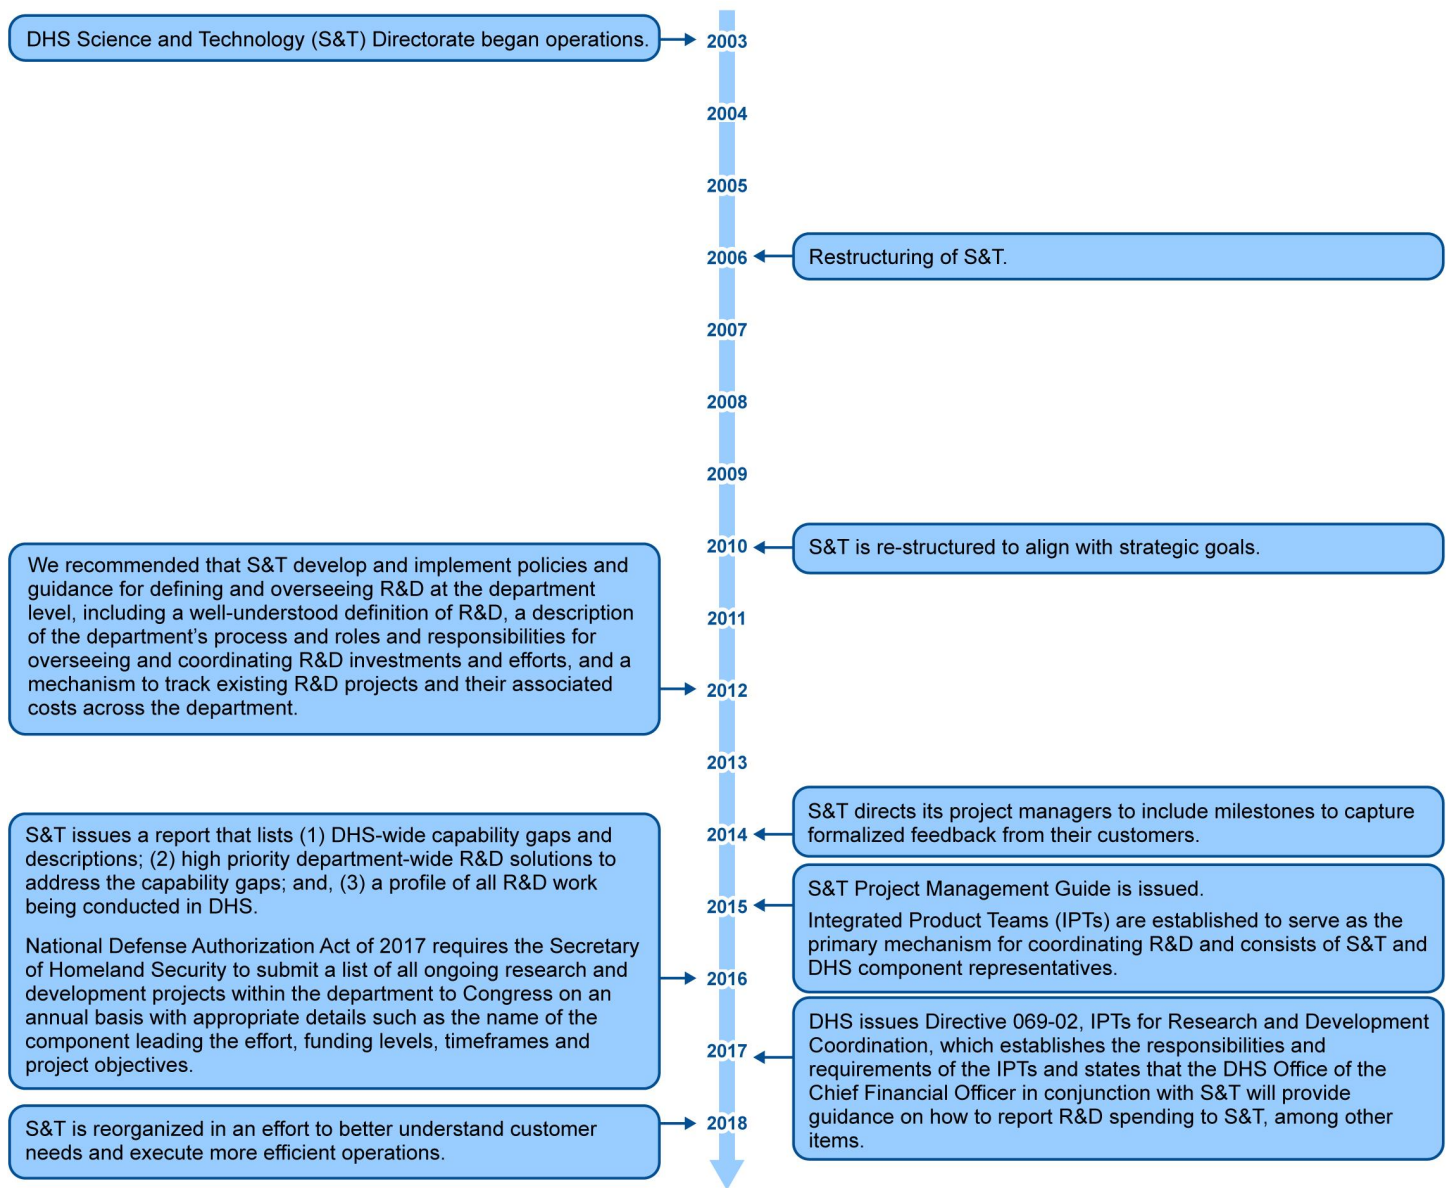 DHS Science and Technology (S&T) Directorate began operations.
2003
2004
2005
2006
Restructuring of S&T.
2007
2008
2009
2010
S&T is re-structured to align with strategic goals.
We recommended that S&T develop and implement policies and
guidance for defining and overseeing R&D at the department
level, including a well-understood definition of R&D, a description
of the department's process and roles and responsibilities for
overseeing and coordinating R&D investments and efforts, and a
mechanism to track existing R&D projects and their associated
costs across the department.
2011
2012
2013
2014
S&T directs its project managers to include milestones to capture
formalized feedback from their customers.
2015
S&T Project Management Guide is issued.
Integrated Product Teams (IPTs) are established to serve as the
primary mechanism for coordinating R&D and consists of S&T and
DHS component representatives.
S&T issues a report that lists (1) DHS-wide capability gaps and
descriptions; (2) high priority department-wide R&D solutions to
address the capability gaps; and, (3) a profile of all R&D work
being conducted in DHS.
National Defense Authorization Act of 2017 requires the Secretary
of Homeland Security to submit a list of all ongoing research and
development projects within the department to Congress on an
annual basis with appropriate details such as the name of the
component leading the effort, funding levels, timeframes and
project objectives.
2016
2017
DHS issues Directive 069-02, IPTs for Research and Development
Coordination, which establishes the responsibilities and
requirements of the IPTs and states that the DHS Office of the
Chief Financial Officer in conjunction with S&T will provide
guidance on how to report R&D spending to S&T, among other
items.
S&T is reorganized in an effort to better understand customer
needs and execute more efficient operations.
2018